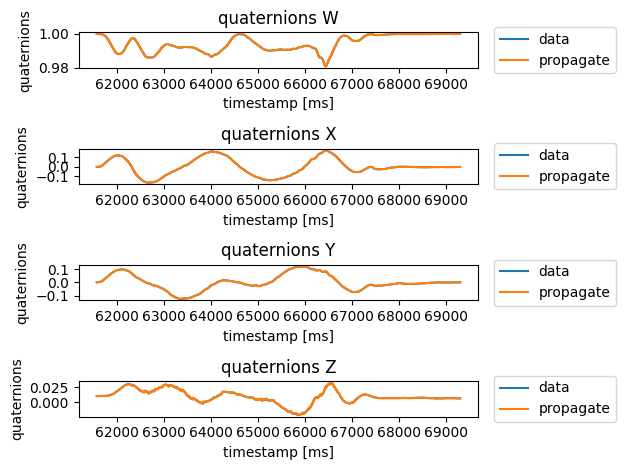 quaternions W
1.00
0.98
quaternions
62000 63000 64000 65000 66000 67000 68000 69000
timestamp [ms]
data
propagate
quaternions X
0.1
0.0
−0.1
quaternions
62000 63000 64000 65000 66000 67000 68000 69000
timestamp [ms]
data
propagate
quaternions Y
0.1
0.0
−0.1
quaternions
62000 63000 64000 65000 66000 67000 68000 69000
timestamp [ms]
data
propagate
quaternions Z
0.025
0.000
quaternions
62000 63000 64000 65000 66000 67000 68000 69000
timestamp [ms]
data
propagate